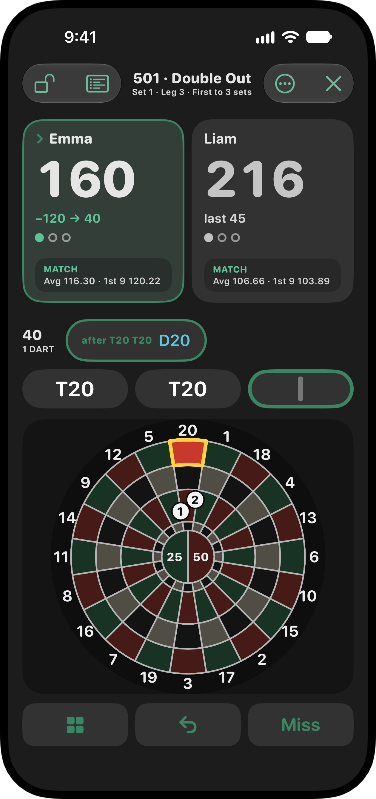 9:41
501 · Double Out
Set 1 · Leg 3 · First to 3 sets
Emma
160
−120 → 40
MATCH
Avg 116.30 · 1st 9 120.22
Liam
216
last 45
MATCH
Avg 106.66 · 1st 9 103.89
40
1 DART
after T20 T20 D20
T20
T20
20
1
18
4
13
6
10
15
2
17
3
19
7
16
8
11
14
9
12
5
1
2
25
50
Miss